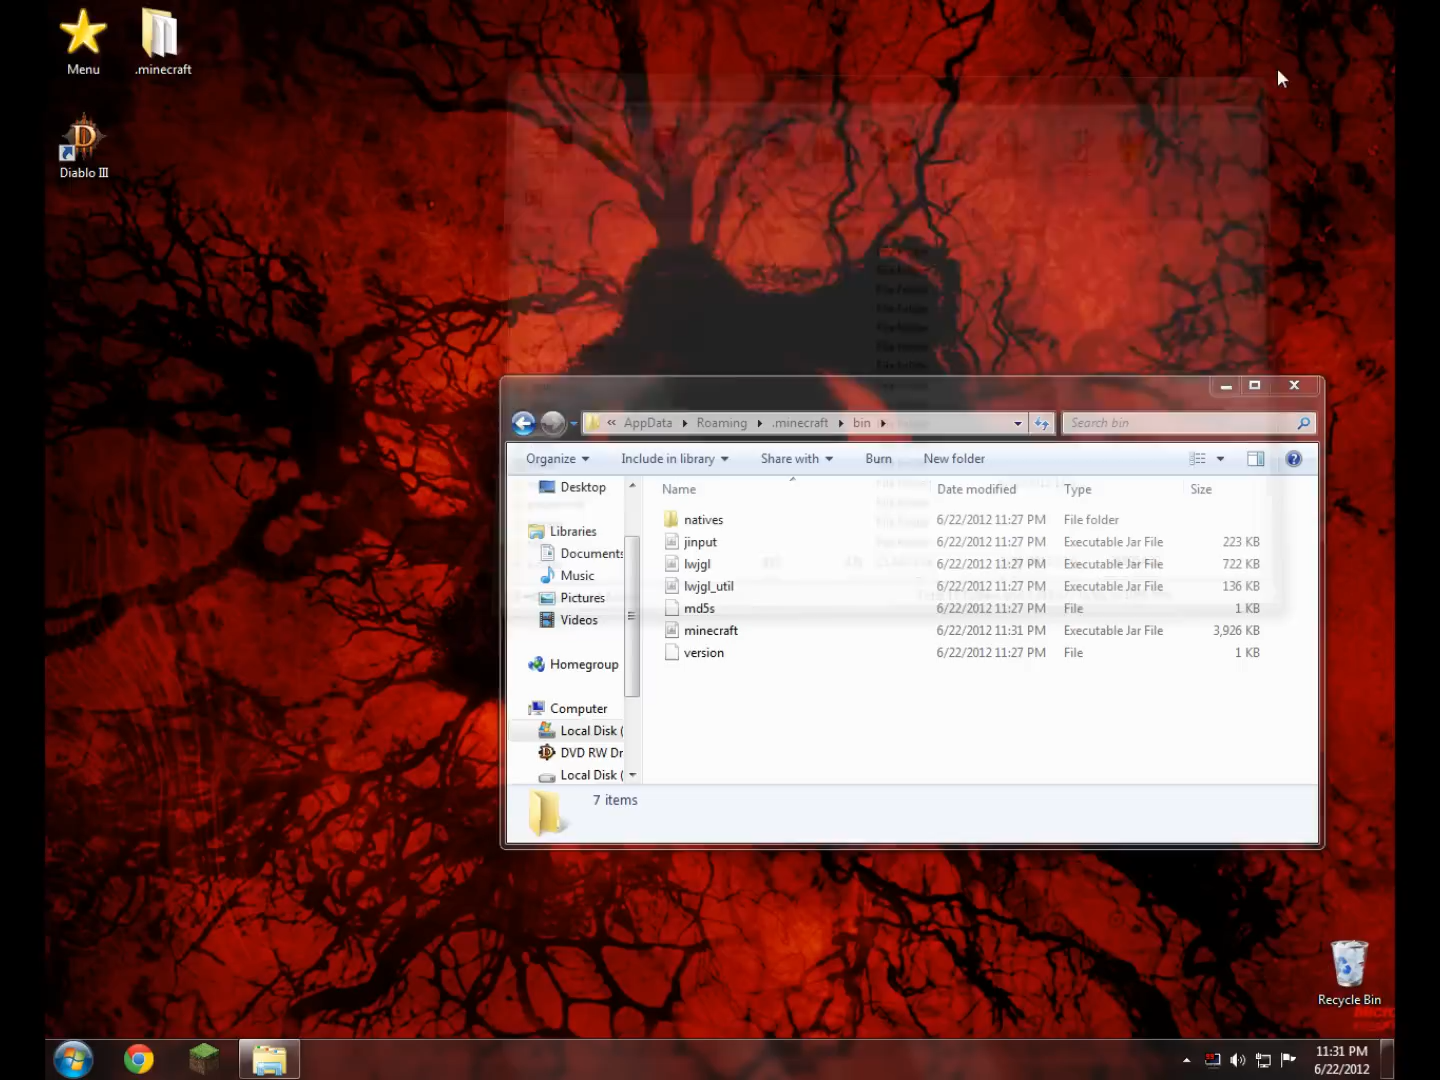 Menu
.minecraft
Diablo III
« AppData Roaming .minecraft bin
Search bin
Organize Include in library Share with Burn New folder
Name Date modified Type Size
Desktop
Libraries
Documents
Music
Pictures
Videos
Homegroup
Computer
Local Disk (
DVD RW Dr
Local Disk (
natives 6/22/2012 11:27 PM File folder
jinput 6/22/2012 11:27 PM Executable Jar File 223 KB
lwjgl 6/22/2012 11:27 PM Executable Jar File 722 KB
lwjgl_util 6/22/2012 11:27 PM Executable Jar File 136 KB
md5s 6/22/2012 11:27 PM File 1 KB
minecraft 6/22/2012 11:31 PM Executable Jar File 3,926 KB
version 6/22/2012 11:27 PM File 1 KB
7 items
Recycle Bin
11:31 PM
6/22/2012